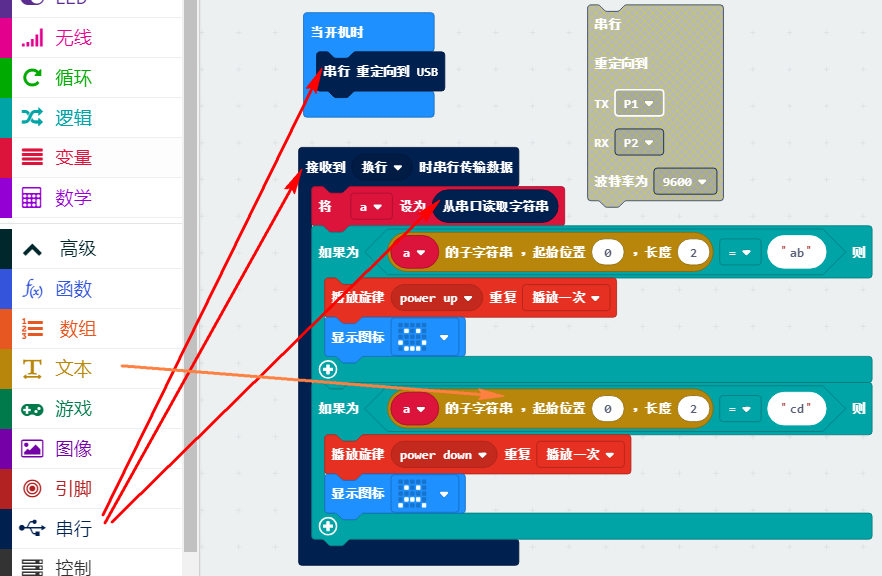 LED
无线
循环
逻辑
变量
数学
高级
f(x) 函数
1 2 3 数组
T 文本
游戏
图像
引脚
串行
控制
当开机时
串行 重定向到 USB
串行
重定向到
TX P1
RX P2
波特率为 9600
接收到 换行 时串行传输数据
将 a 设为 从串口读取字符串
如果为 a 的子字符串，起始位置 0 ，长度 2 = "ab" 则
播放旋律 power up 重复 播放一次
显示图标
如果为 a 的子字符串，起始位置 0 ，长度 2 = "cd" 则
播放旋律 power down 重复 播放一次
显示图标